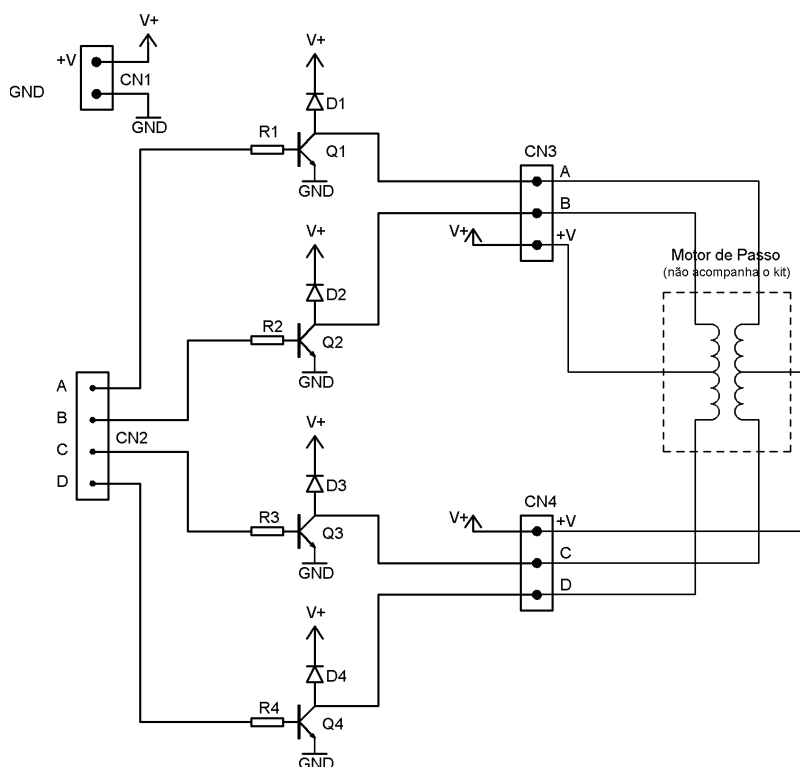 V+
+V
CN1
GND
GND
V+
D1
R1
Q1
GND
CN3
A
B
V+
+V
Motor de Passo
(não acompanha o kit)
V+
D2
R2
Q2
GND
A
B
C
D
CN2
V+
D3
R3
Q3
GND
CN4
V+
+V
C
D
V+
D4
R4
Q4
GND